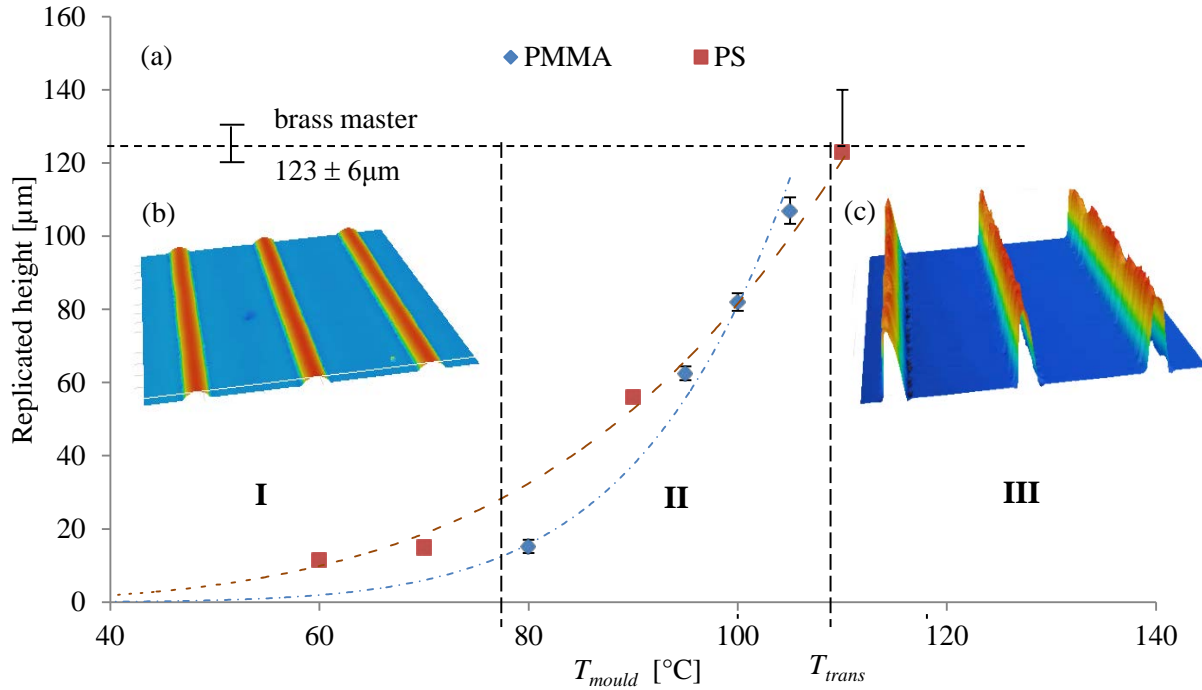 160
140
120
100
80
60
40
20
0
Replicated height [µm]
(a)
PMMA
PS
brass master
123 ± 6µm
(b)
(c)
I
II
III
40
60
80
100
120
140
T_mould [°C]
T_trans